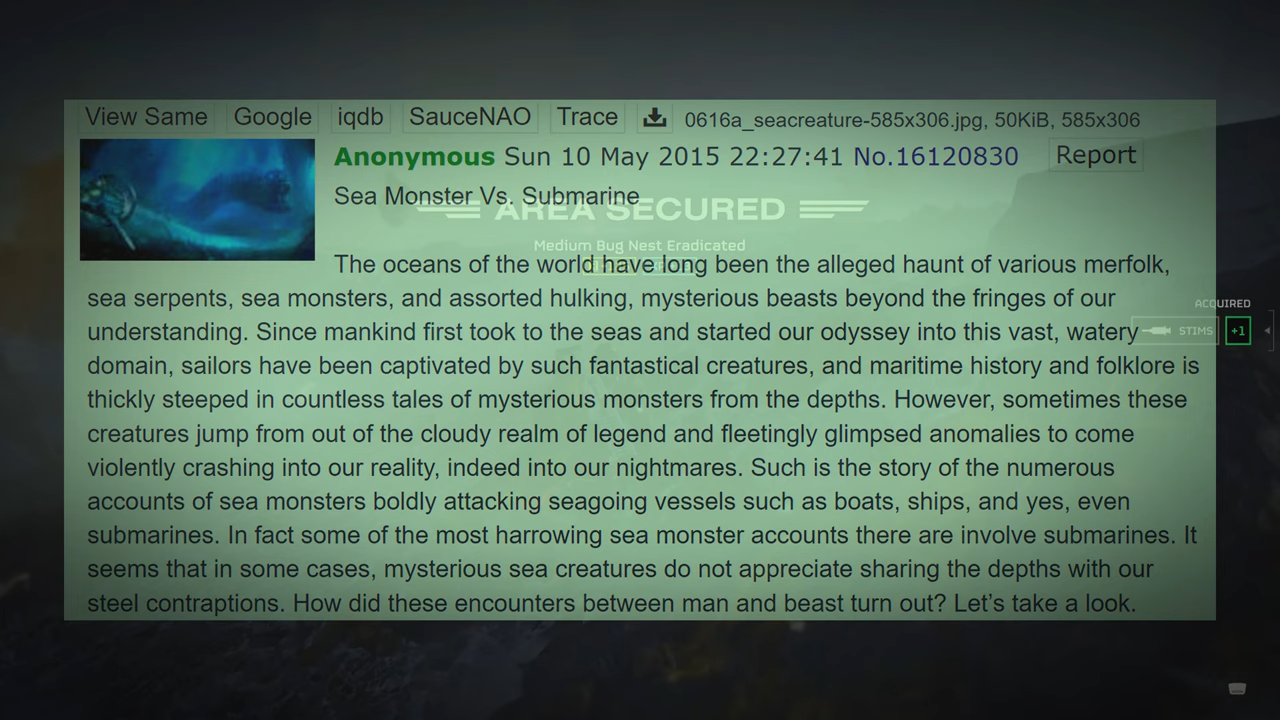 View Same Google iqdb SauceNAO Trace 0616a_seacreature-585x306.jpg, 50KiB, 585x306
Anonymous Sun 10 May 2015 22:27:41 No.16120830 Report
Sea Monster Vs. Submarine
AREA SECURED
Medium Bug Nest Eradicated
The oceans of the world have long been the alleged haunt of various merfolk,
sea serpents, sea monsters, and assorted hulking, mysterious beasts beyond the fringes of our
ACQUIRED
understanding. Since mankind first took to the seas and started our odyssey into this vast, watery
STIMS +1
domain, sailors have been captivated by such fantastical creatures, and maritime history and folklore is
thickly steeped in countless tales of mysterious monsters from the depths. However, sometimes these
creatures jump from out of the cloudy realm of legend and fleetingly glimpsed anomalies to come
violently crashing into our reality, indeed into our nightmares. Such is the story of the numerous
accounts of sea monsters boldly attacking seagoing vessels such as boats, ships, and yes, even
submarines. In fact some of the most harrowing sea monster accounts there are involve submarines. It
seems that in some cases, mysterious sea creatures do not appreciate sharing the depths with our
steel contraptions. How did these encounters between man and beast turn out? Let’s take a look.